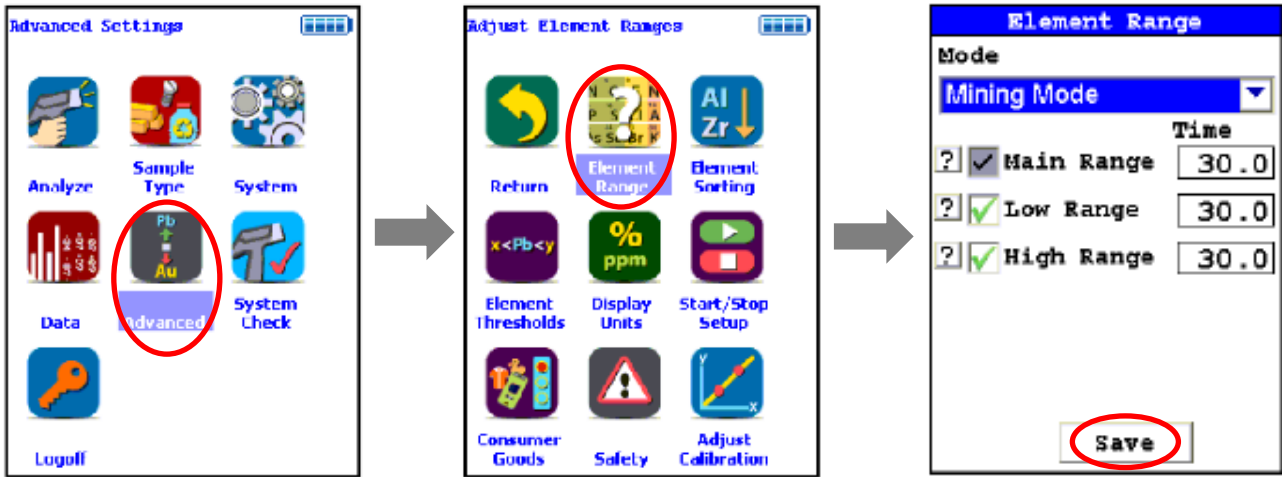 Advanced Settings
Analyze
Sample
Type
System
Pb
Au
Data
Advanced
System
Check
Logoff
Adjust Element Ranges
?
Al
Zr
Return
Element
Range
Element
Sorting
x<Pb<y
%
ppm
Element
Thresholds
Display
Units
Start/Stop
Setup
y
x
Consumer
Goods
Safety
Adjust
Calibration
Element Range
Mode
Mining Mode
Time
? Main Range 30.0
? Low Range 30.0
? High Range 30.0
Save